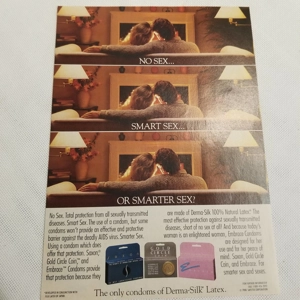 NO SEX...
SMART SEX...
OR SMARTER SEX?
No Sex. Total protection from all sexually transmitted
diseases. Smart Sex. The use of a condom, since some
condoms won't provide an effective and protective
barrier against the deadly AIDS virus. Smarter Sex.
Using a condom which does
offer that protection. Saxon,
Gold Circle Coin, and
Embrace Condoms
provide that protection because they
are made of Derma-Silk 100% Natural Latex. The
most effective protection against sexually transmitted
diseases, short of no use at all! And because today's
woman is an enlightened woman, Embrace Condoms
are designed for her
use and for her peace of
mind. Saxon, Gold Circle
Coin, and Embrace. For
smarter sex and sexes.
The only condoms of Derma-Silk Latex.